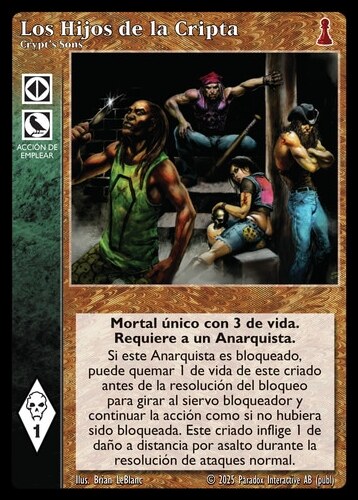 Los Hijos de la Cripta
Crypt's Sons
ACCIÓN DE
EMPLEAR
Mortal único con 3 de vida.
Requiere a un Anarquista.
Si este Anarquista es bloqueado,
puede quemar 1 de vida de este criado
antes de la resolución del bloqueo
para girar al siervo bloqueador y
continuar la acción como si no hubiera
sido bloqueada. Este criado inflige 1 de
daño a distancia por asalto durante la
resolución de ataques normal.
1
Ilus. Brian LeBlanc
© 2025 Paradox Interactive AB (publ)